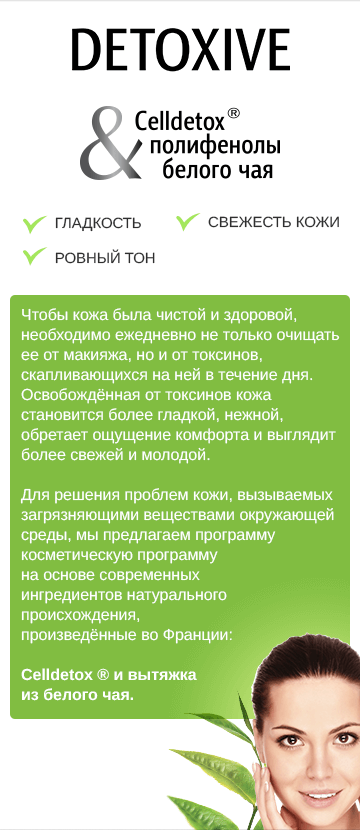 DETOXIVE
& Celldetox®
полифенолы
белого чая
ГЛАДКОСТЬ СВЕЖЕСТЬ КОЖИ
РОВНЫЙ ТОН
Чтобы кожа была чистой и здоровой,
необходимо ежедневно не только очищать
ее от макияжа, но и от токсинов,
скапливающихся на ней в течение дня.
Освобождённая от токсинов кожа
становится более гладкой, нежной,
обретает ощущение комфорта и выглядит
более свежей и молодой.
Для решения проблем кожи, вызываемых
загрязняющими веществами окружающей
среды, мы предлагаем программу
косметическую программу
на основе современных
ингредиентов натурального
происхождения,
произведённые во Франции:
Celldetox ® и вытяжка
из белого чая.